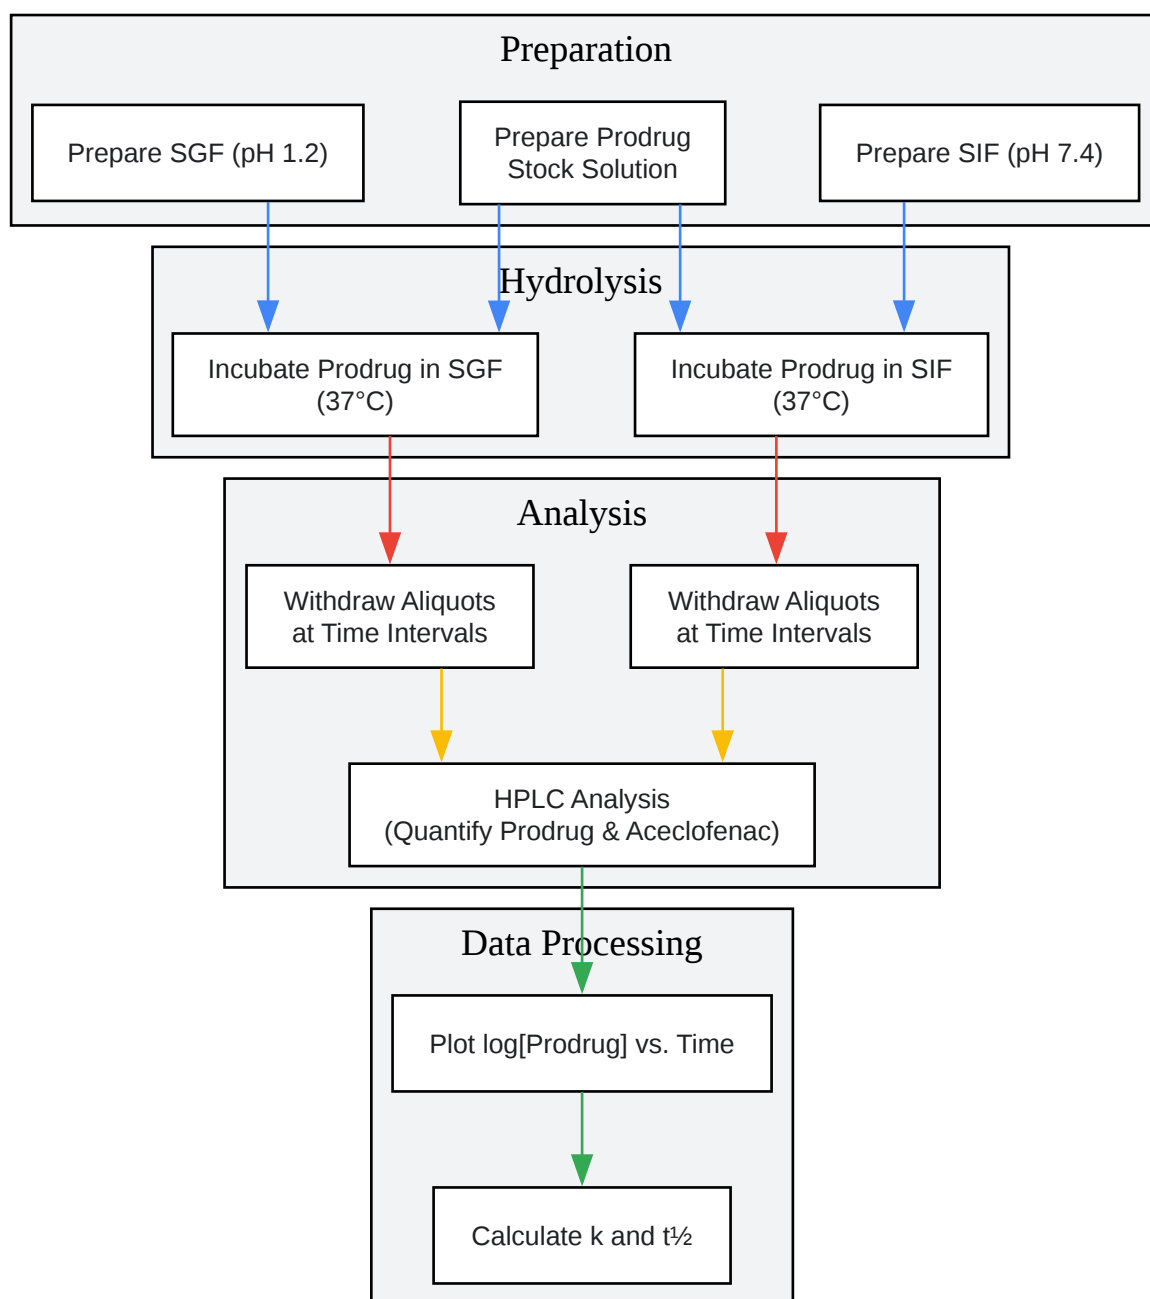 Preparation
Prepare SGF (pH 1.2)
Prepare Prodrug
Stock Solution
Prepare SIF (pH 7.4)
Hydrolysis
Incubate Prodrug in SGF
(37°C)
Incubate Prodrug in SIF
(37°C)
Analysis
Withdraw Aliquots
at Time Intervals
Withdraw Aliquots
at Time Intervals
HPLC Analysis
(Quantify Prodrug & Aceclofenac)
Data Processing
Plot log[Prodrug] vs. Time
Calculate k and t½